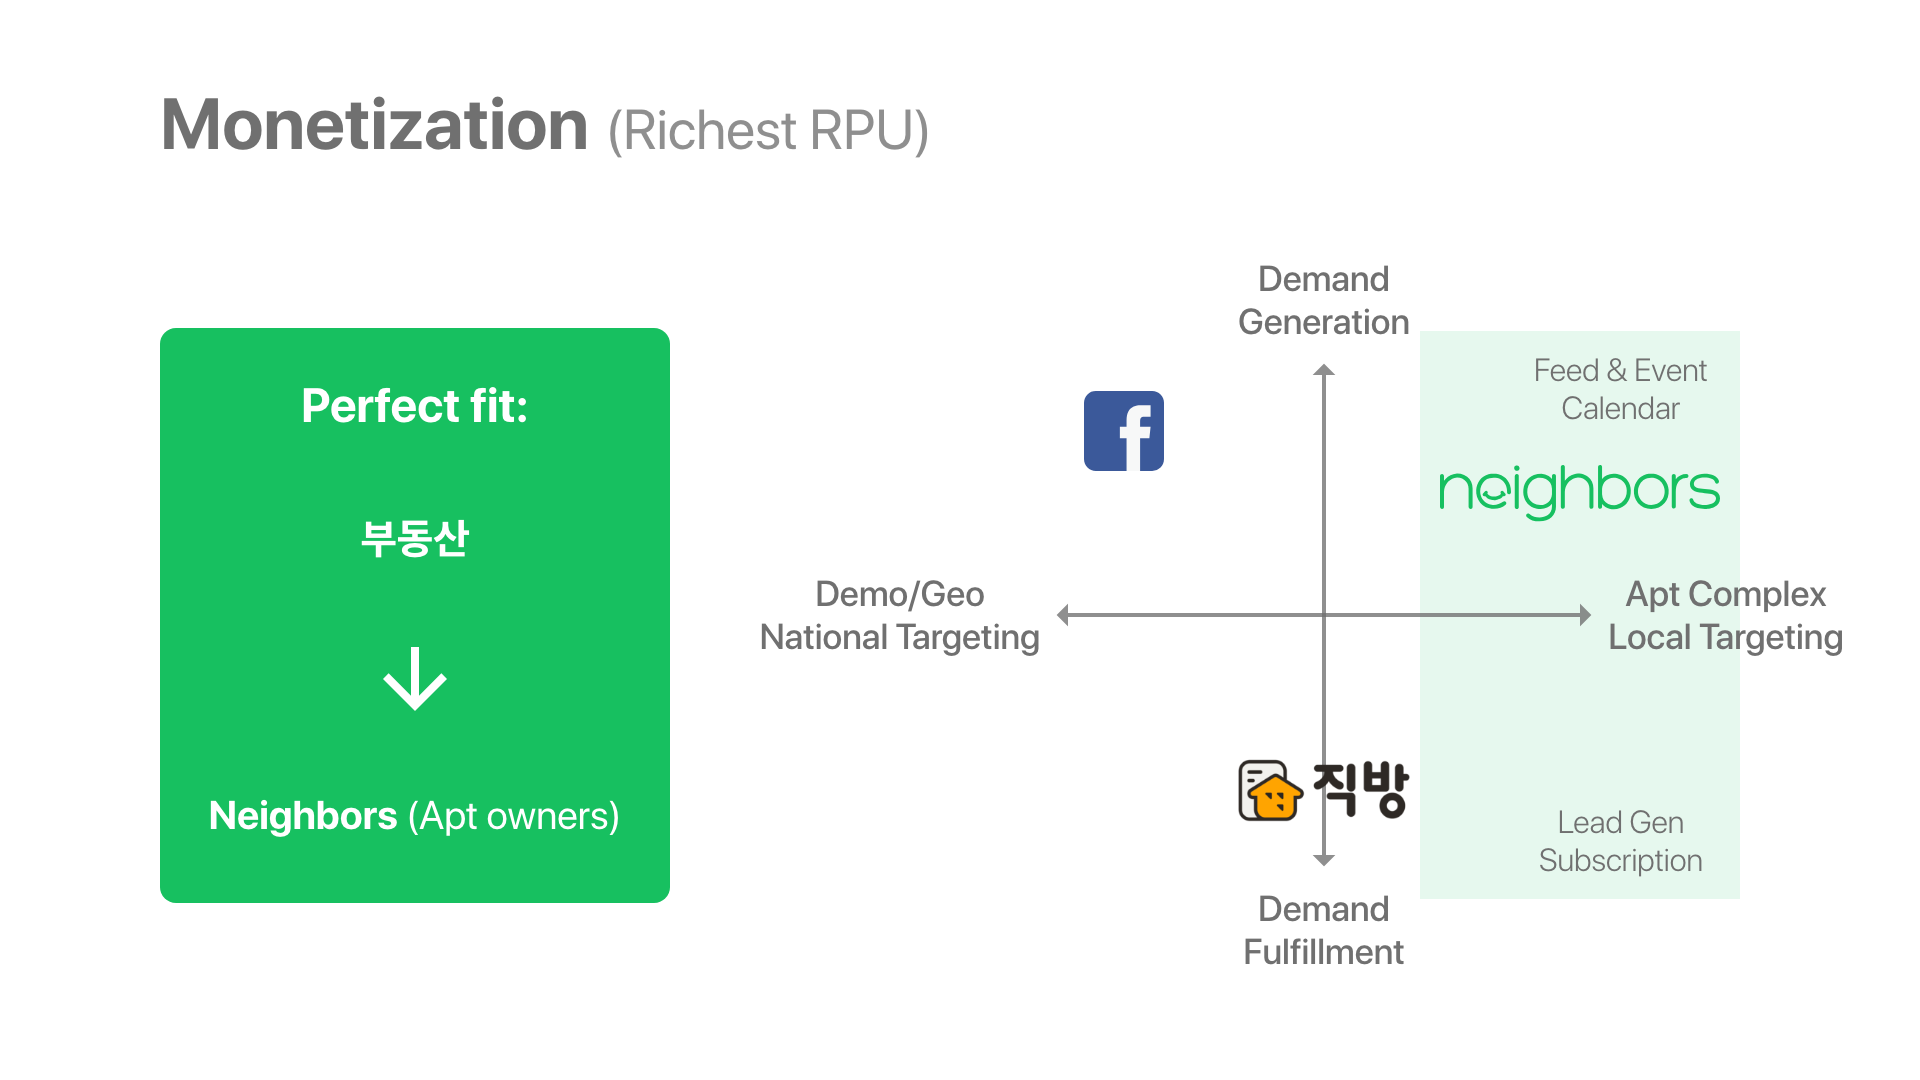 Monetization (Richest RPU)
Perfect fit:
부동산
Neighbors (Apt owners)
Demand
Generation
Feed & Event
Calendar
neighbors
Demo/Geo
National Targeting
Apt Complex
Local Targeting
직방
Lead Gen
Subscription
Demand
Fulfillment